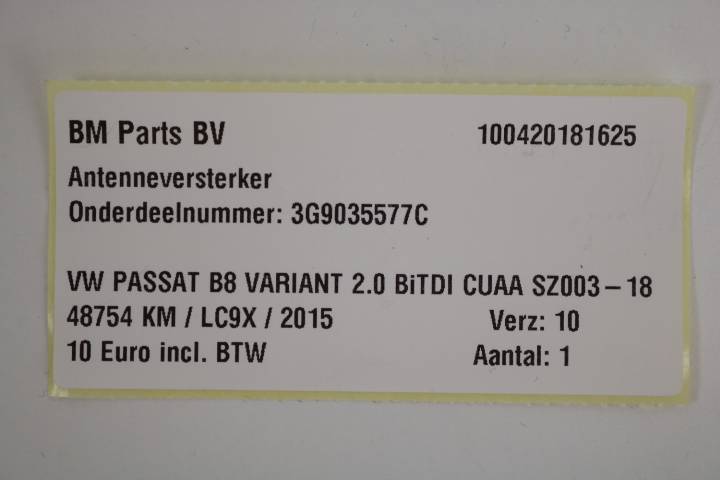 BM Parts BV 100420181625
Antenneversterker
Onderdeelnummer: 3G9035577C
VW PASSAT B8 VARIANT 2.0 BiTDI CUAA SZ003-18
48754 KM / LC9X / 2015 Verz: 10
10 Euro incl. BTW Aantal: 1